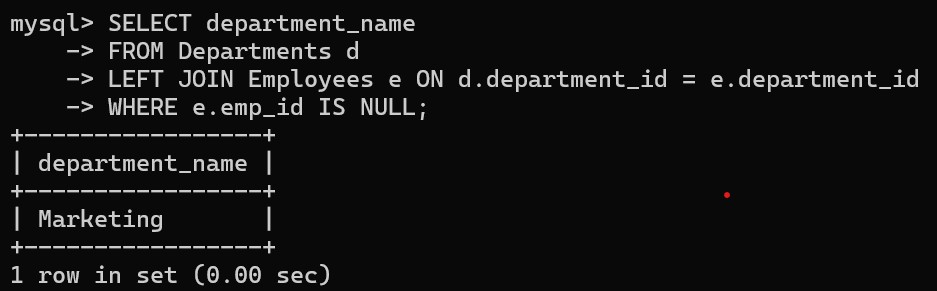 mysql> SELECT department_name
    -> FROM Departments d
    -> LEFT JOIN Employees e ON d.department_id = e.department_id
    -> WHERE e.emp_id IS NULL;
+-----------------+
| department_name |
+-----------------+
| Marketing       |
+-----------------+
1 row in set (0.00 sec)